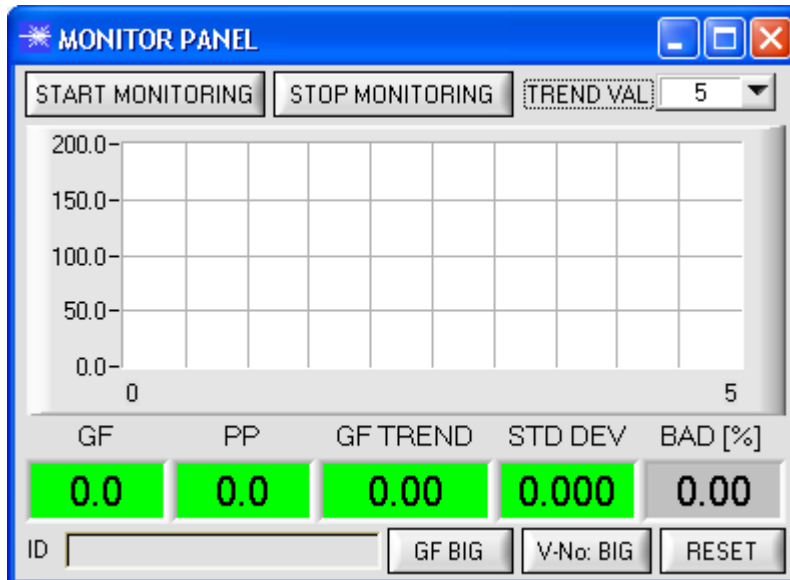 MONITOR PANEL
START MONITORING STOP MONITORING TREND VAL 5
200.0
150.0
100.0
50.0
0.0
0 5
GF PP GF TREND STD DEV BAD [%]
0.0 0.0 0.00 0.000 0.00
ID GF BIG V-No: BIG RESET